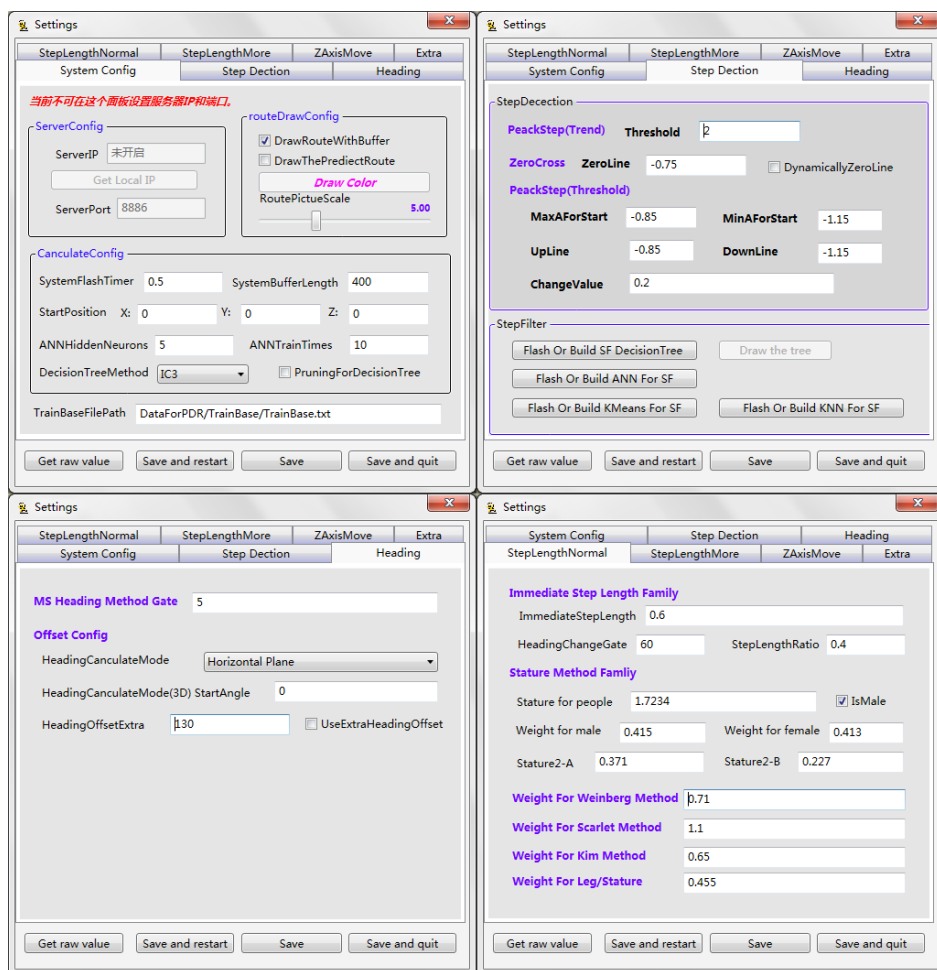 Settings
StepLengthNormal StepLengthMore ZAxisMove Extra
System Config Step Dection Heading
当前不可在这个面板设置服务器IP和端口。
ServerConfig
ServerIP 未开启
Get Local IP
ServerPort 8886
routeDrawConfig
DrawRouteWithBuffer
DrawThePrediectRoute
Draw Color
RoutePictueScale
5.00
CanculateConfig
SystemFlashTimer 0.5 SystemBufferLength 400
StartPosition X: 0 Y: 0 Z: 0
ANNHiddenNeurons 5 ANNTrainTimes 10
DecisionTreeMethod IC3 PruningForDecisionTree
TrainBaseFilePath DataForPDR/TrainBase/TrainBase.txt
Get raw value Save and restart Save Save and quit
Settings
StepLengthNormal StepLengthMore ZAxisMove Extra
System Config Step Dection Heading
StepDecection
PeackStep(Trend) Threshold 2
ZeroCross ZeroLine -0.75 DynamicallyZeroLine
PeackStep(Threshold)
MaxAForStart -0.85 MinAForStart -1.15
UpLine -0.85 DownLine -1.15
ChangeValue 0.2
StepFilter
Flash Or Build SF DecisionTree Draw the tree
Flash Or Build ANN For SF
Flash Or Build KMeans For SF Flash Or Build KNN For SF
Get raw value Save and restart Save Save and quit
Settings
StepLengthNormal StepLengthMore ZAxisMove Extra
System Config Step Dection Heading
MS Heading Method Gate 5
Offset Config
HeadingCanculateMode Horizontal Plane
HeadingCanculateMode(3D) StartAngle 0
HeadingOffsetExtra 130 UseExtraHeadingOffset
Get raw value Save and restart Save Save and quit
Settings
System Config Step Dection Heading
StepLengthNormal StepLengthMore ZAxisMove Extra
Immediate Step Length Family
ImmediateStepLength 0.6
HeadingChangeGate 60 StepLengthRatio 0.4
Stature Method Famliy
Stature for people 1.7234 IsMale
Weight for male 0.415 Weight for female 0.413
Stature2-A 0.371 Stature2-B 0.227
Weight For Weinberg Method 0.71
Weight For Scarlet Method 1.1
Weight For Kim Method 0.65
Weight For Leg/Stature 0.455
Get raw value Save and restart Save Save and quit